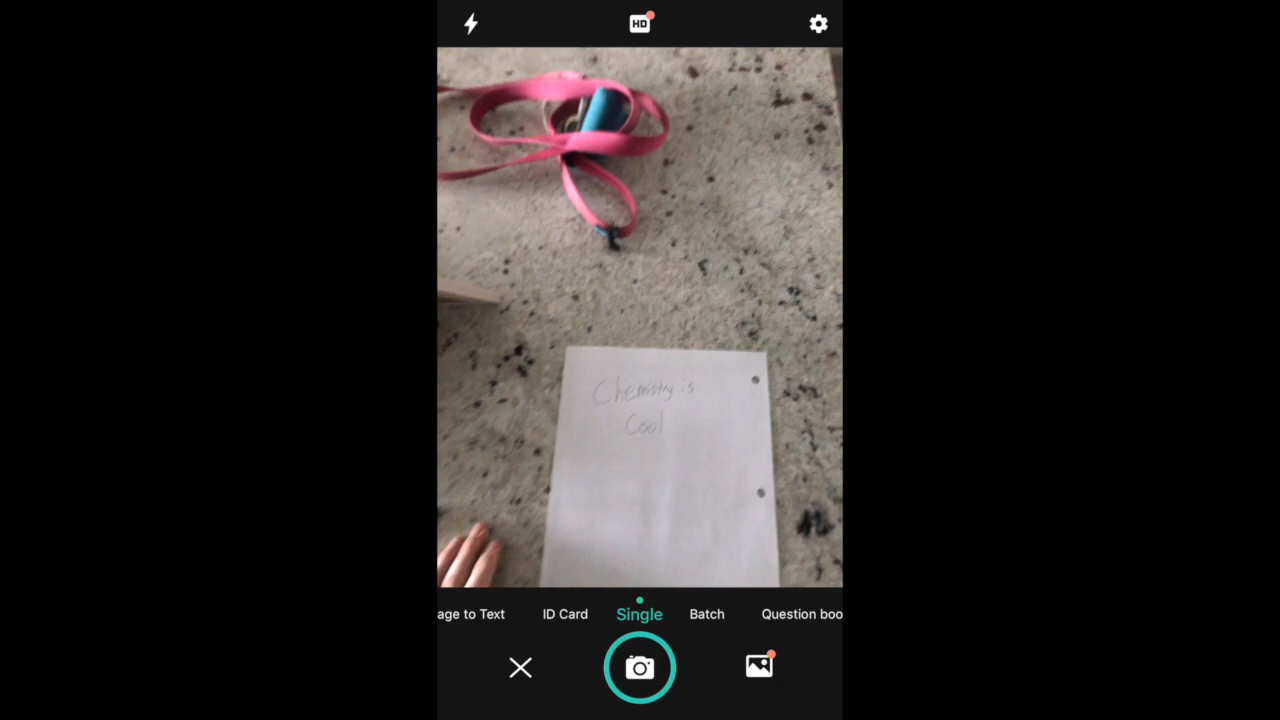 HD
Chemistry is
Cool
age to Text
ID Card
Single
Batch
Question boo